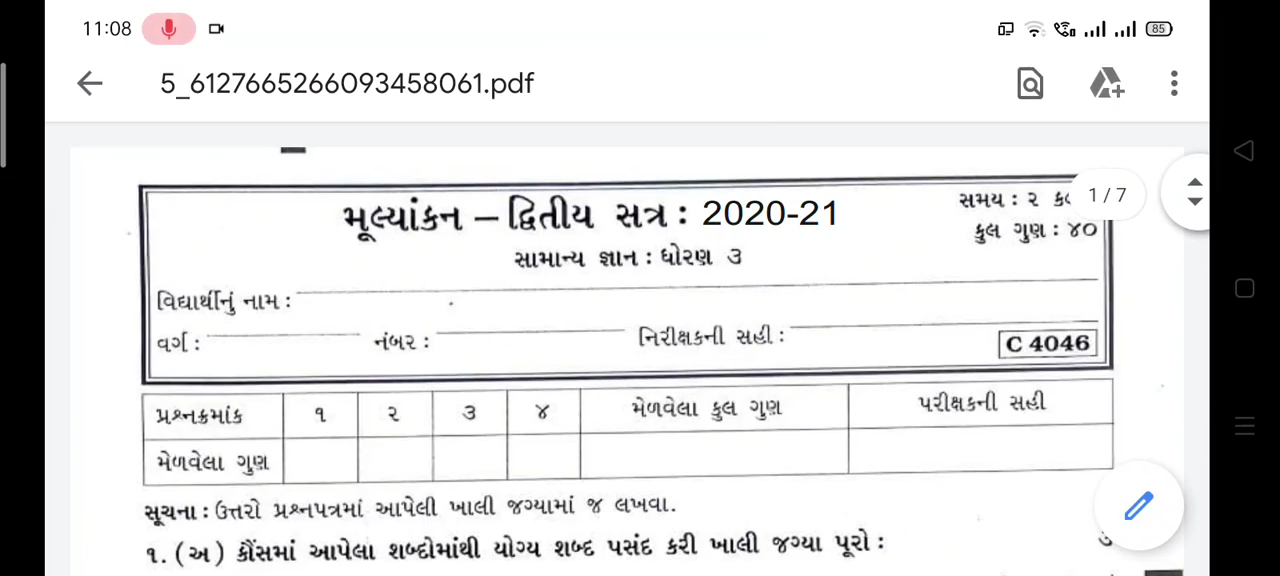 11:08 85
5_6127665266093458061.pdf
મૂલ્યાંકન – દ્વિતીય સત્ર : 2020-21
સમય : ૨
1/7
કુલ ગુણ : ૪૦
સામાન્ય જ્ઞાન : ધોરણ ૩
વિદ્યાર્થીનું નામ :
વર્ગ : નંબર : નિરીક્ષકની સહી :
C 4046
પ્રશ્નક્રમાંક ૧ ૨ ૩ ૪ મેળવેલા કુલ ગુણ પરીક્ષકની સહી
મેળવેલા ગુણ
સૂચના : ઉત્તરો પ્રશ્નપત્રમાં આપેલી ખાલી જગ્યામાં જ લખવા.
૧. (અ) કૌંસમાં આપેલા શબ્દોમાંથી યોગ્ય શબ્દ પસંદ કરી ખાલી જગ્યા પૂરો :